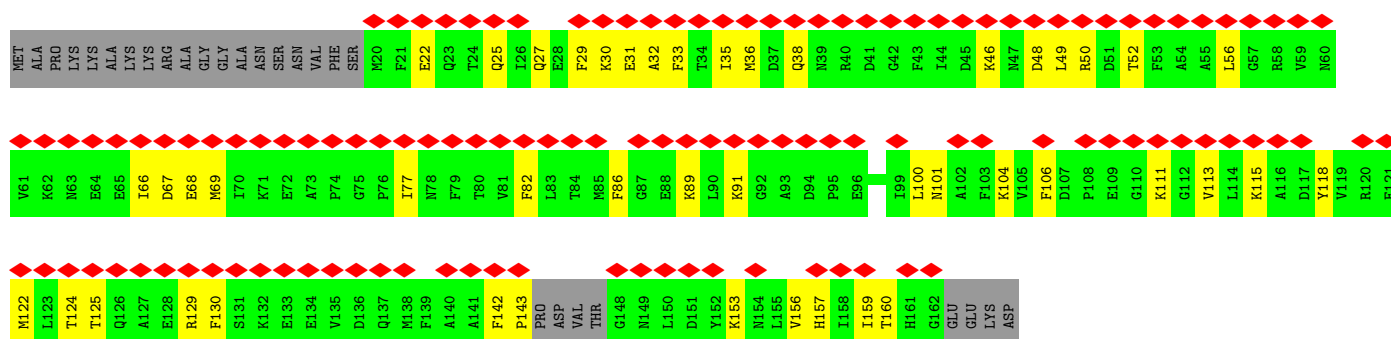 MET ALA PRO LYS LYS ALA LYS LYS ARG ALA GLY GLY ALA ASN SER ASN VAL PHE SER M20 F21 E22 Q23 T24 Q25 I26 Q27 E28 F29 K30 E31 A32 F33 T34 I35 M36 D37 Q38 N39 R40 D41 G42 F43 I44 D45 K46 N47 D48 L49 R50 D51 T52 F53 A54 A55 L56 G57 R58 V59 N60
V61 K62 N63 E64 E65 I66 D67 E68 M69 I70 K71 E72 A73 P74 G75 P76 I77 N78 F79 T80 V81 F82 L83 T84 M85 F86 G87 E88 K89 L90 K91 G92 A93 D94 P95 E96 I99 L100 N101 A102 F103 K104 V105 F106 D107 P108 E109 G110 K111 G112 V113 L114 K115 A116 D117 Y118 V119 R120
M122 L123 T124 T125 Q126 A127 E128 R129 F130 S131 K132 E133 E134 V135 D136 Q137 M138 F139 A140 A141 F142 P143 PRO ASP VAL THR G148 N149 L150 D151 Y152 K153 N154 L155 V156 H157 I158 I159 T160 H161 G162 GLU GLU LYS ASP